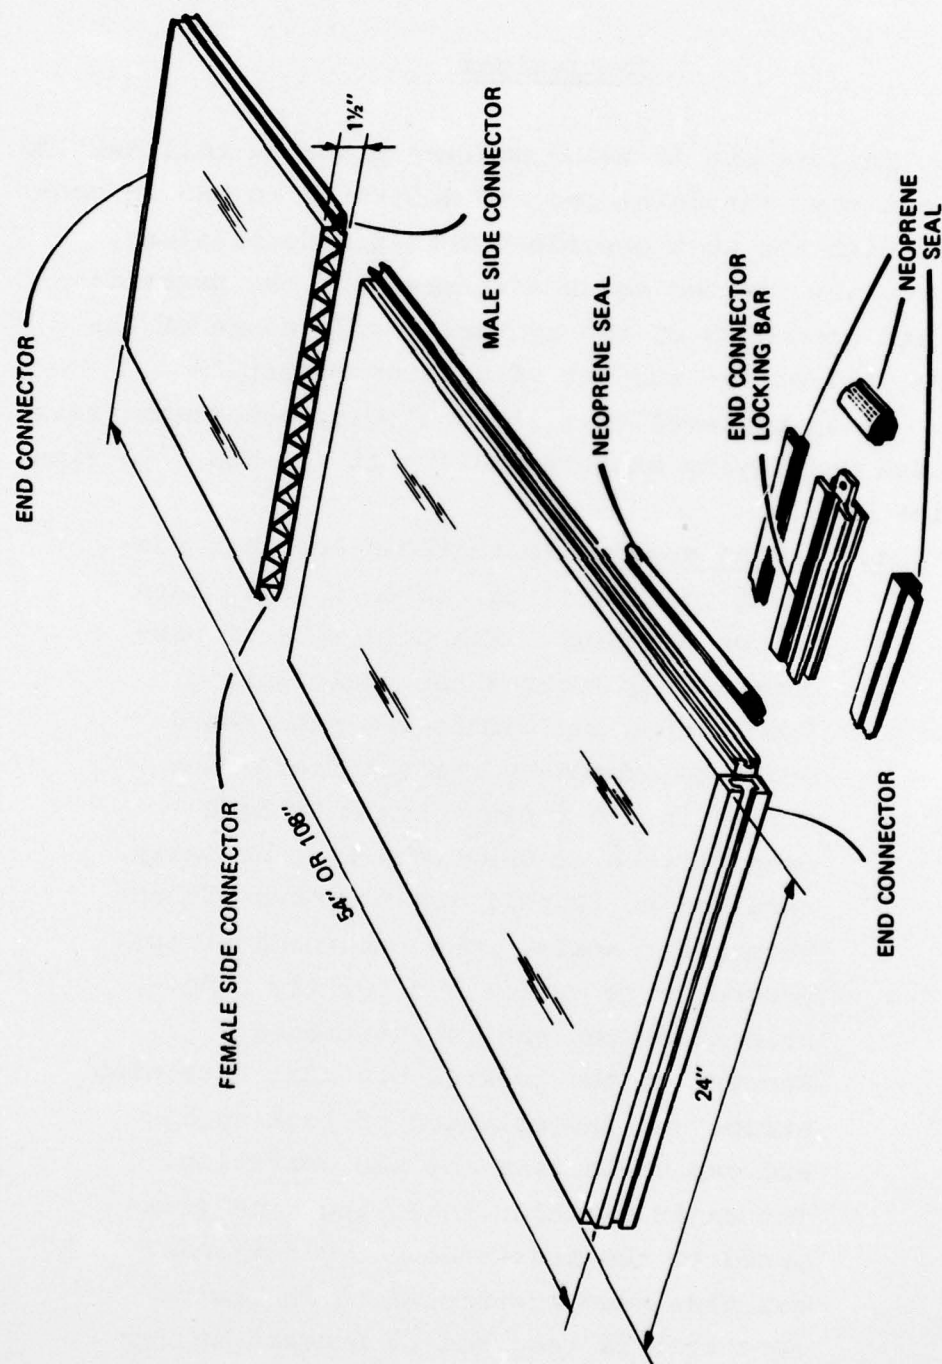 END CONNECTOR
1½"
MALE SIDE CONNECTOR
FEMALE SIDE CONNECTOR
54" OR 108"
NEOPRENE SEAL
END CONNECTOR
LOCKING BAR
NEOPRENE
SEAL
24"
END CONNECTOR